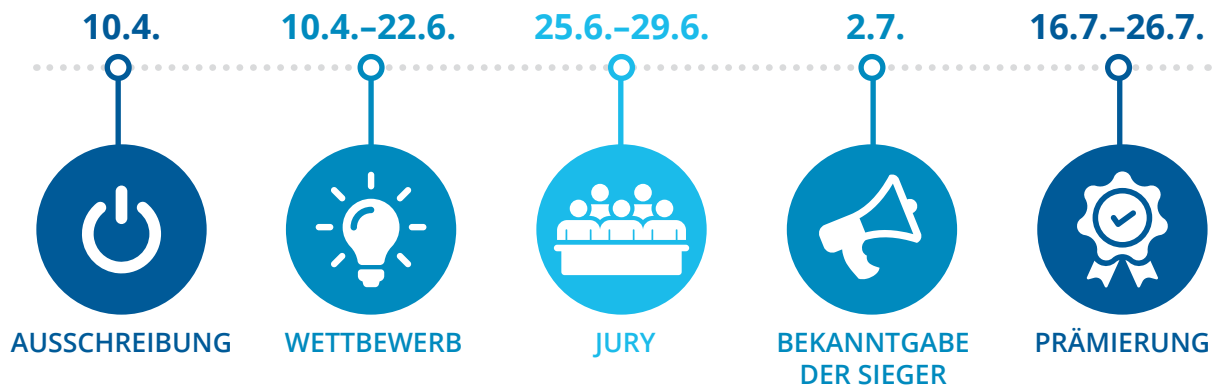 10.4.
10.4.–22.6.
25.6.–29.6.
2.7.
16.7.–26.7.
AUSSCHREIBUNG
WETTBEWERB
JURY
BEKANNTGABE
DER SIEGER
PRÄMIERUNG